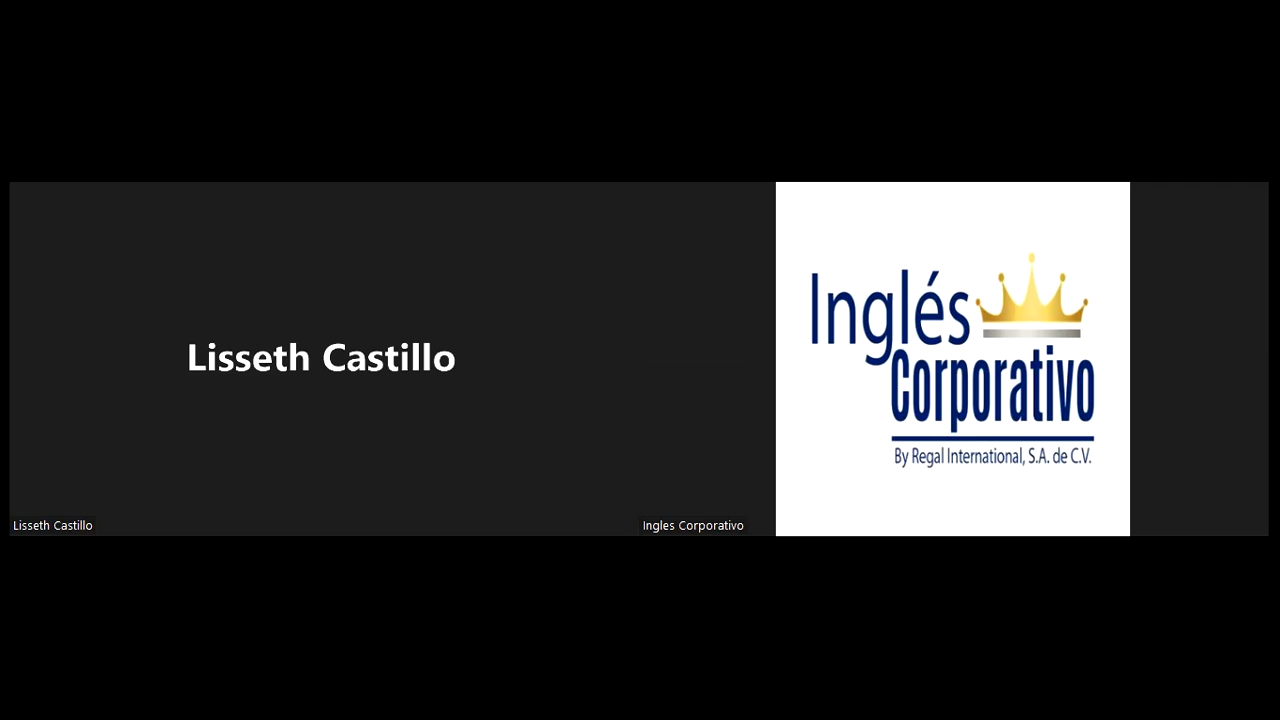 Lisseth Castillo
Lisseth Castillo
Inglés
Corporativo
By Regal International, S.A. de C.V.
Ingles Corporativo